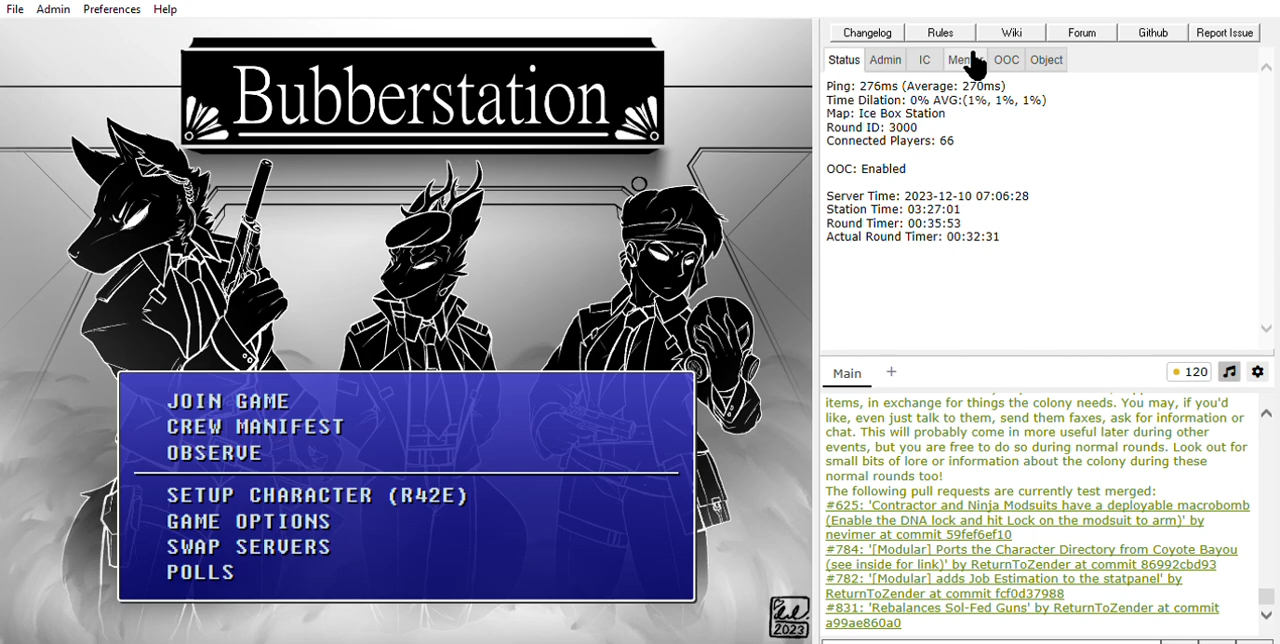 File Admin Preferences Help
Bubberstation
JOIN GAME
CREW MANIFEST
OBSERVE
SETUP CHARACTER (R42E)
GAME OPTIONS
SWAP SERVERS
POLLS
2023
Changelog Rules Wiki Forum Github Report Issue
Status Admin IC OOC Object
Ping: 276ms (Average: 270ms)
Time Dilation: 0% AVG:(1%, 1%, 1%)
Map: Ice Box Station
Round ID: 3000
Connected Players: 66
OOC: Enabled
Server Time: 2023-12-10 07:06:28
Station Time: 03:27:01
Round Timer: 00:35:53
Actual Round Timer: 00:32:31
Main + 120
items, in exchange for things the colony needs. You may, if you'd
like, even just talk to them, send them faxes, ask for information or
chat. This will probably come in more useful later during other
events, but you are free to do so during normal rounds. Look out for
small bits of lore or information about the colony during these
normal rounds too!
The following pull requests are currently test merged:
#625: 'Contractor and Ninja Modsuits have a deployable macrobomb
(Enable the DNA lock and hit Lock on the modsuit to arm)' by
nevimer at commit 59fef6ef10
#784: '[Modular] Ports the Character Directory from Coyote Bayou
(see inside for link)' by ReturnToZender at commit 86992cbd93
#782: '[Modular] adds Job Estimation to the statpanel' by
ReturnToZender at commit fcf0d37988
#831: 'Rebalances Sol-Fed Guns' by ReturnToZender at commit
a99ae860a0